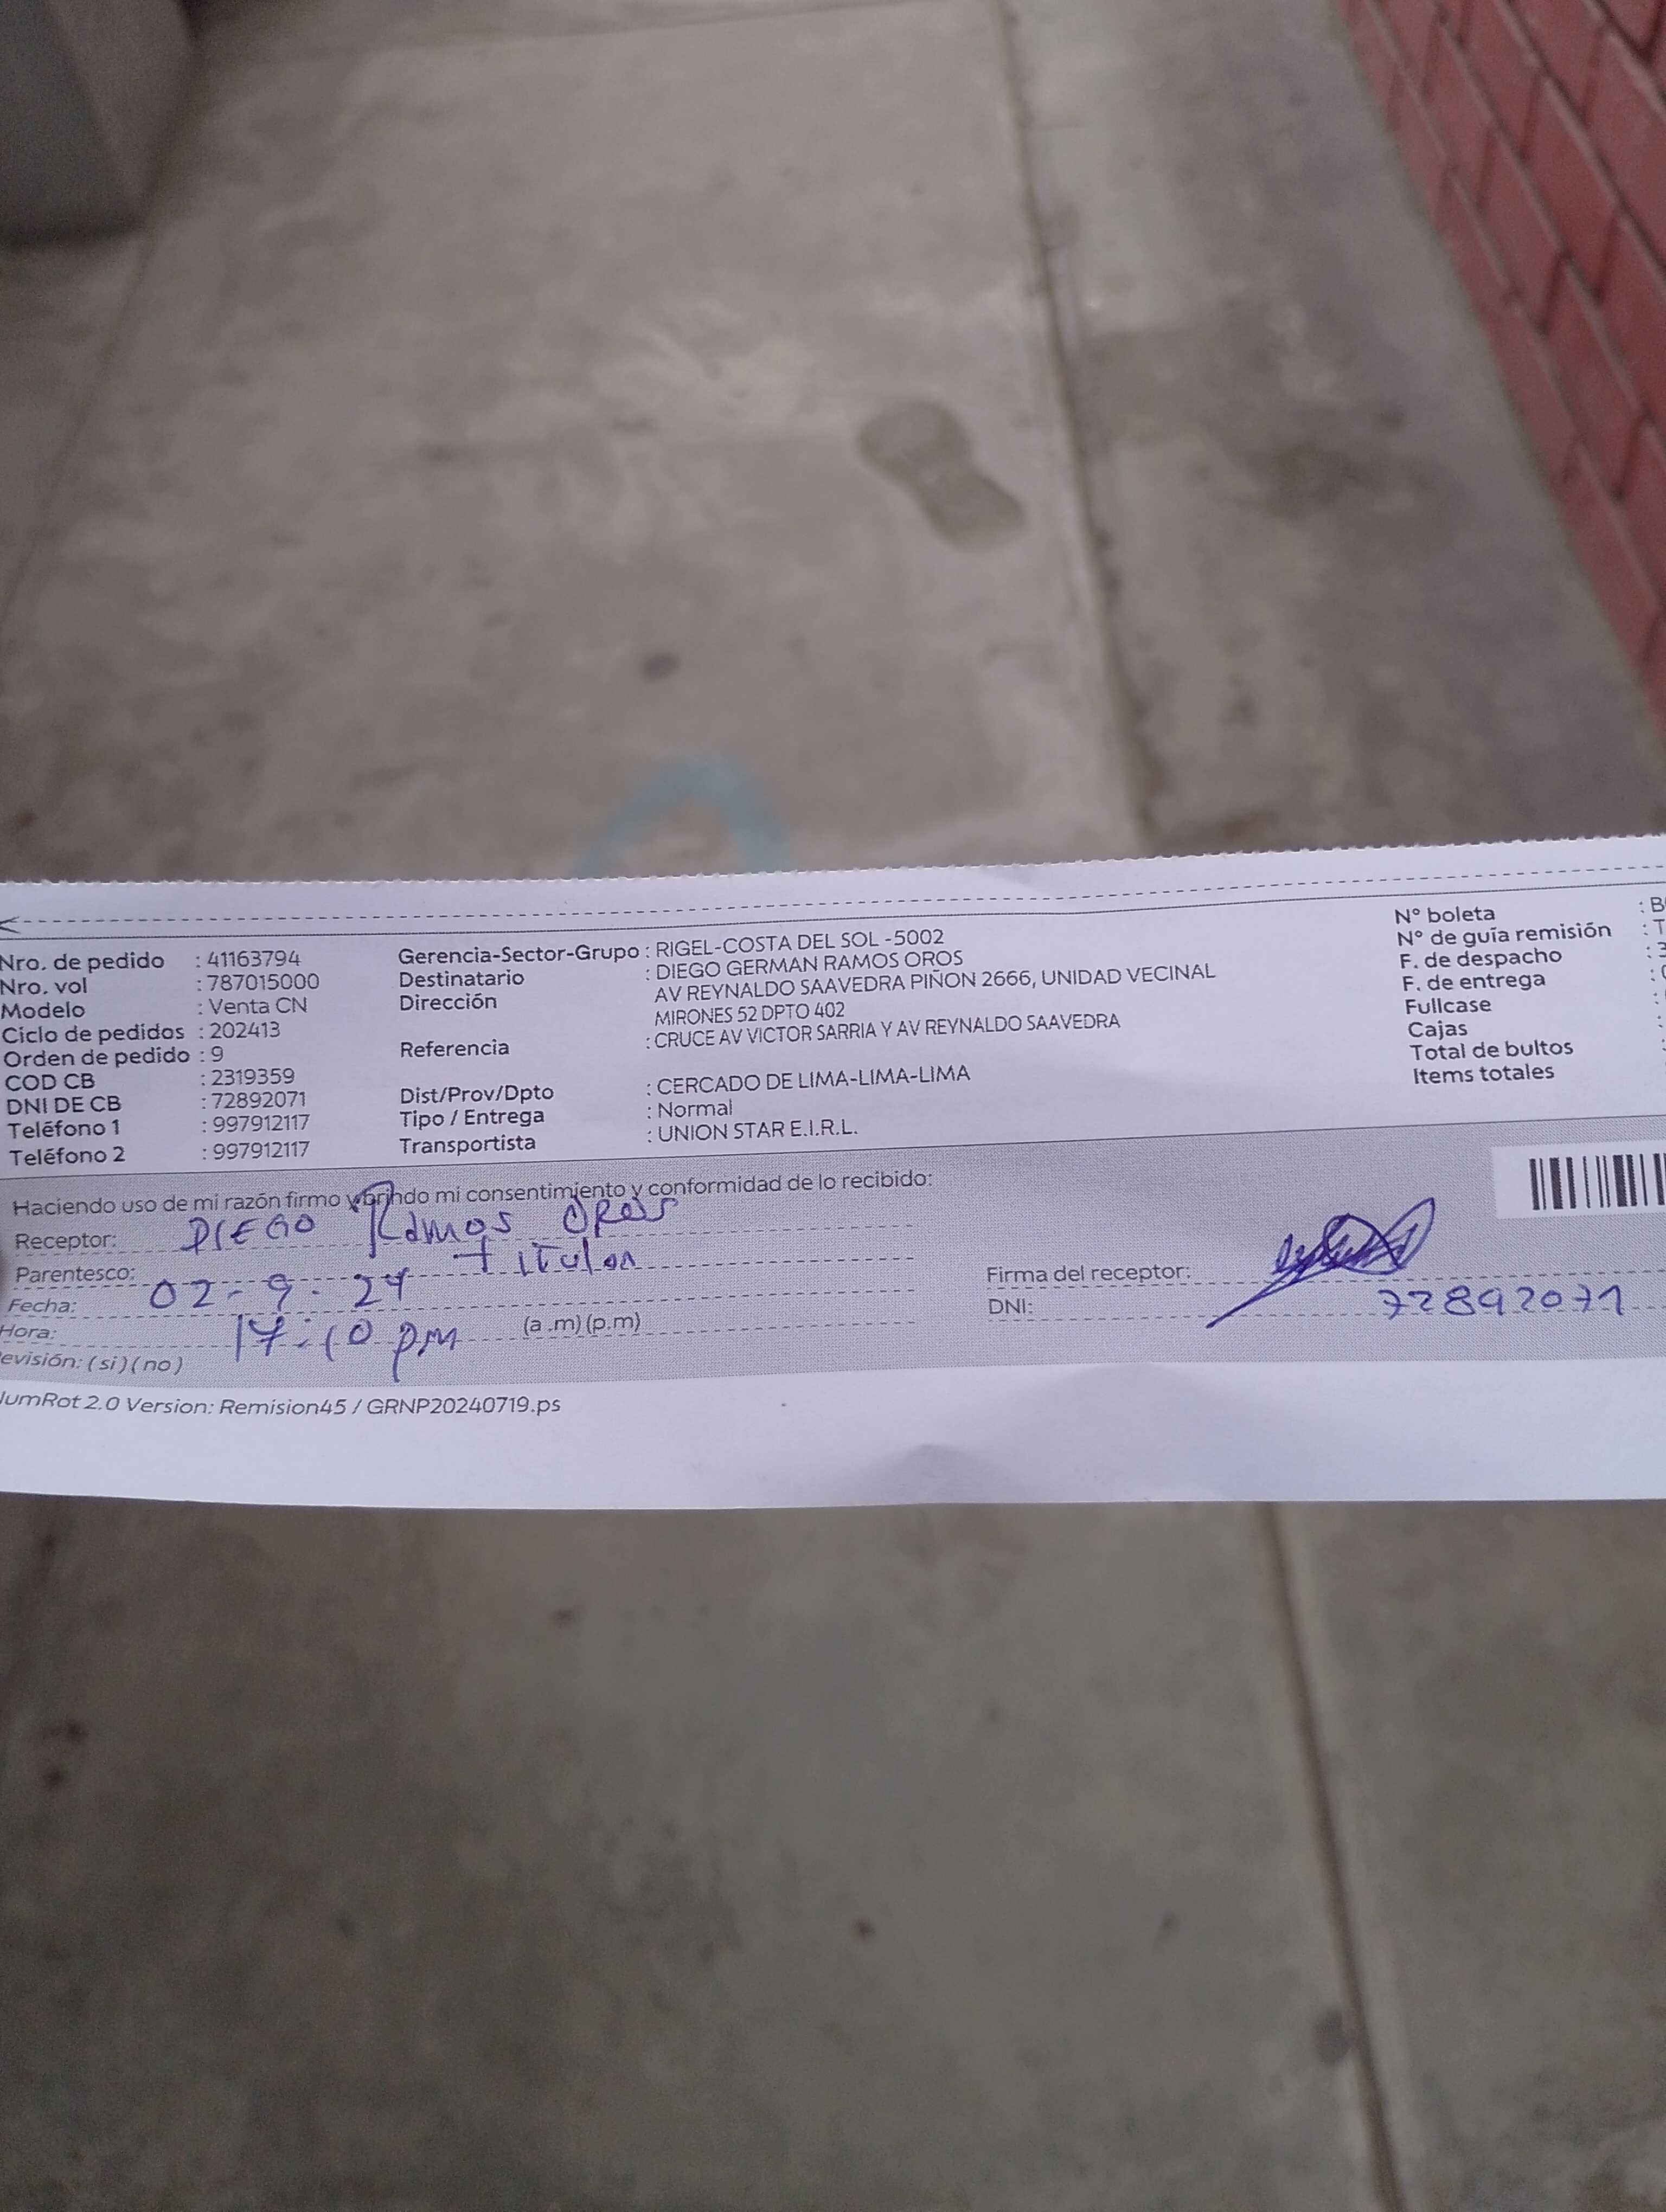 Nro. de pedido : 41163794
Nro. vol : 787015000
Modelo : Venta CN
Ciclo de pedidos : 202413
Orden de pedido : 9
COD CB : 2319359
DNI DE CB : 72892071
Teléfono 1 : 997912117
Teléfono 2 : 997912117
Gerencia-Sector-Grupo : RIGEL-COSTA DEL SOL -5002
Destinatario : DIEGO GERMAN RAMOS OROS
Dirección AV REYNALDO SAAVEDRA PIÑON 2666, UNIDAD VECINAL
MIRONES 52 DPTO 402
Referencia : CRUCE AV VICTOR SARRIA Y AV REYNALDO SAAVEDRA
Dist/Prov/Dpto : CERCADO DE LIMA-LIMA-LIMA
Tipo / Entrega : Normal
Transportista : UNION STAR E.I.R.L.
N° boleta : B
N° de guía remisión : T
F. de despacho : 3
F. de entrega :
Fullcase :
Cajas :
Total de bultos :
Items totales
Haciendo uso de mi razón firmo y brindo mi consentimiento y conformidad de lo recibido:
Receptor: DIEGO Ramos Oros
Parentesco: titular
Fecha: 02-9-24
Hora: 17:10 pm (a .m) (p.m)
evisión: ( si ) ( no )
Firma del receptor:
DNI: 72892071
umRot 2.0 Version: Remision45 / GRNP20240719.ps